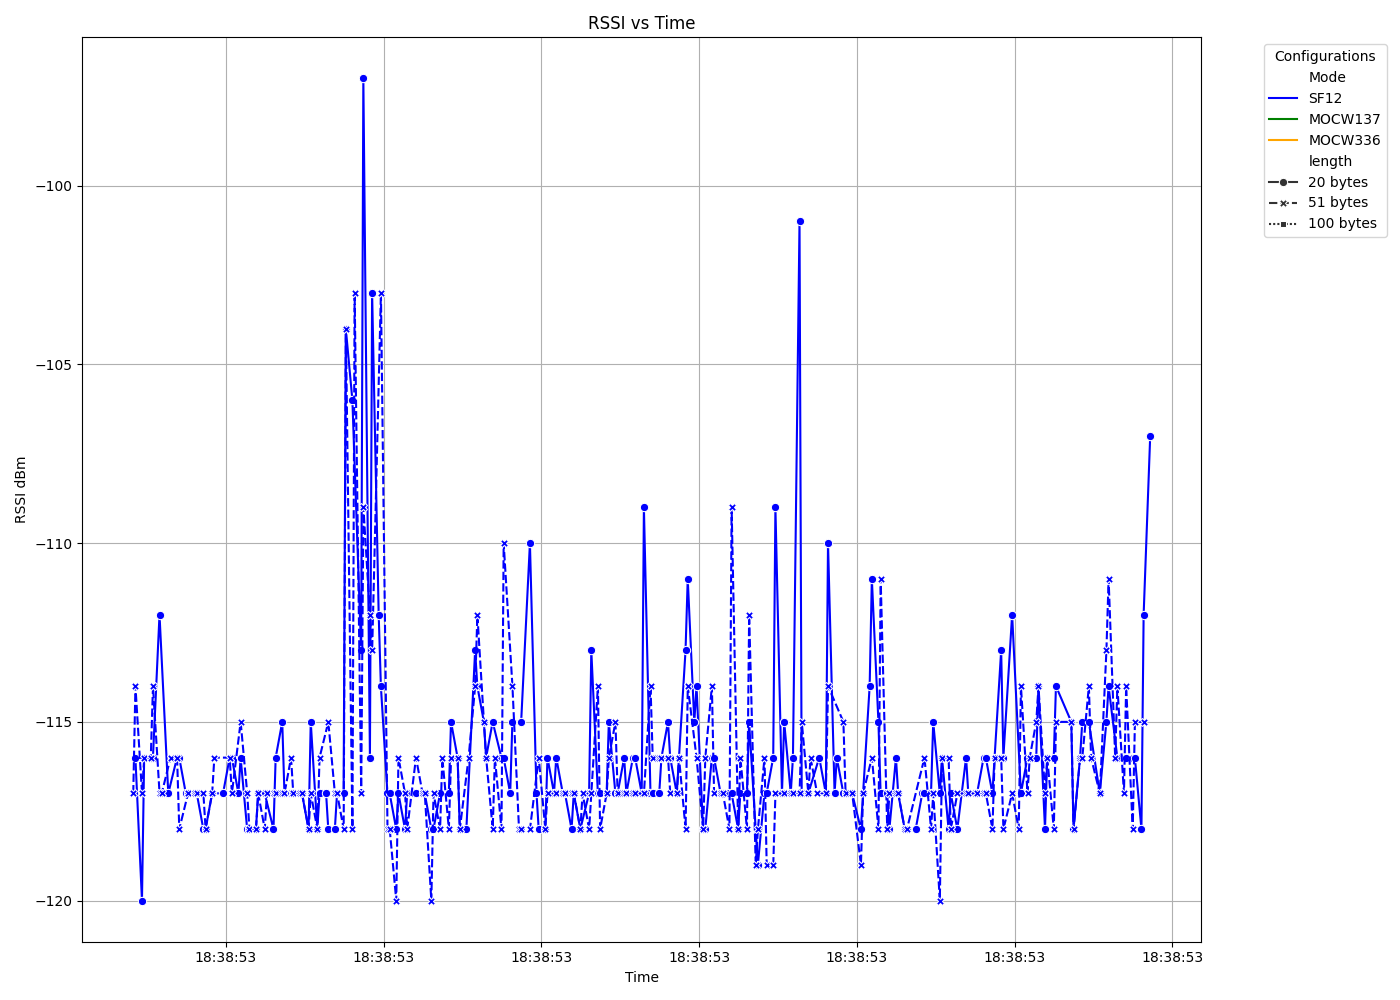 RSSI vs Time
Configurations
Mode
SF12
MOCW137
MOCW336
length
20 bytes
51 bytes
100 bytes
RSSI dBm
−100
−105
−110
−115
−120
18:38:53 18:38:53 18:38:53 18:38:53 18:38:53 18:38:53 18:38:53
Time